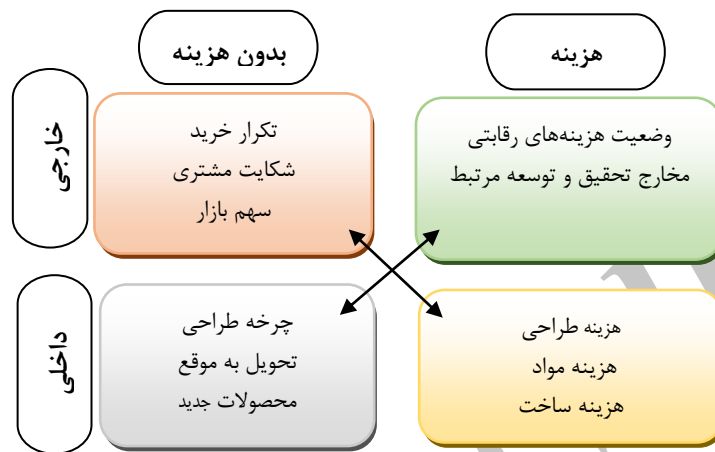 هزینه
بدون هزینه
خارجی
وضعیت هزینه‌های رقابتی
مخارج تحقیق و توسعه مرتبط
تکرار خرید
شکایت مشتری
سهم بازار
داخلی
هزینه طراحی
هزینه مواد
هزینه ساخت
چرخه طراحی
تحویل به موقع
محصولات جدید